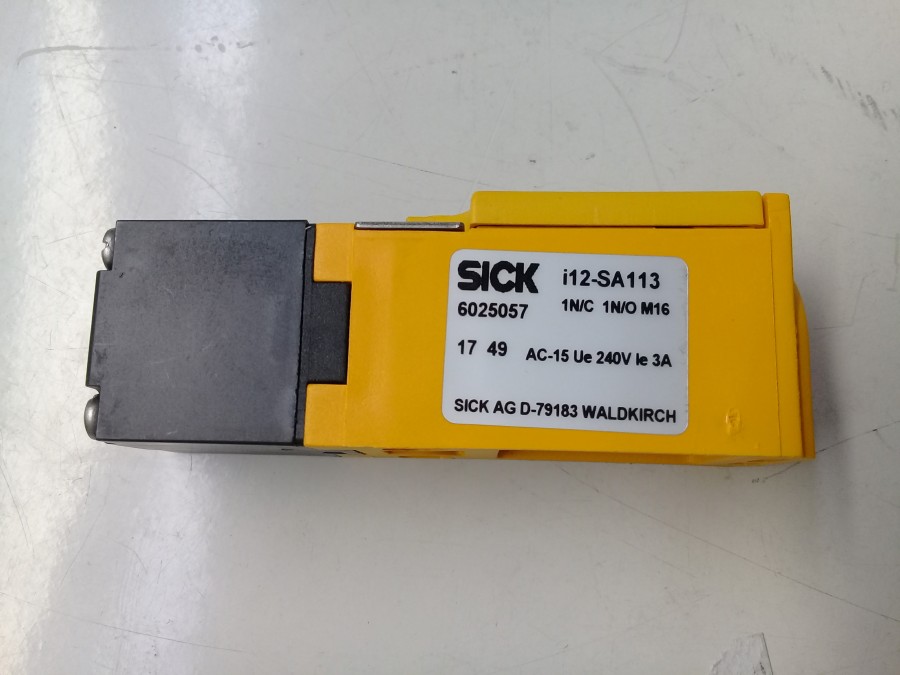 SICK i12-SA113
6025057 1N/C 1N/O M16
17 49 AC-15 Ue 240V Ie 3A
SICK AG D-79183 WALDKIRCH